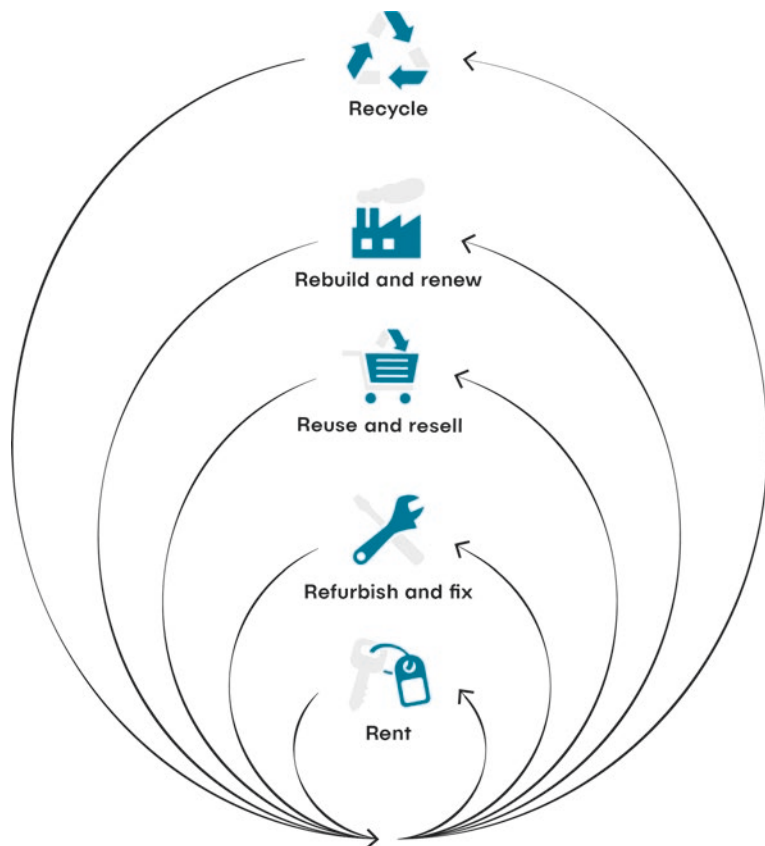 Recycle
Rebuild and renew
Reuse and resell
Refurbish and fix
Rent